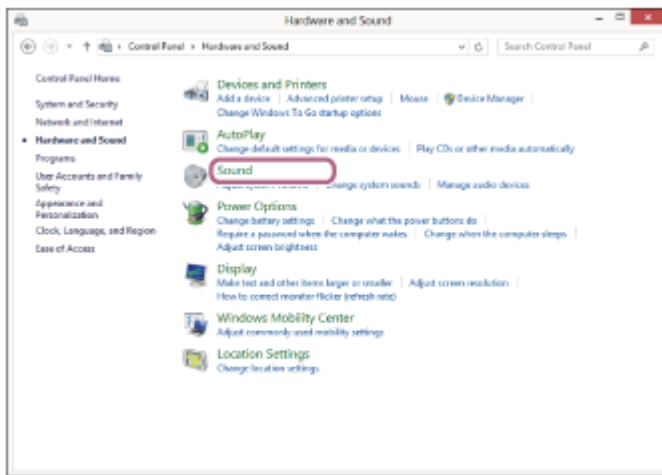 Hardware and Sound
Control Panel › Hardware and Sound
Search Control Panel
Control Panel Home
System and Security
Network and Internet
Hardware and Sound
Programs
User Accounts and Family
Safety
Appearance and
Personalization
Clock, Language, and Region
Ease of Access
Devices and Printers
Add a device | Advanced printer setup | Mouse | Device Manager
Change Windows To Go startup options
AutoPlay
Change default settings for media or devices | Play CDs or other media automatically
Sound
Change system sounds | Manage audio devices
Power Options
Change battery settings | Change what the power buttons do
Require a password when the computer wakes | Change when the computer sleeps
Adjust screen brightness
Display
Make text and other items larger or smaller | Adjust screen resolution
How to correct monitor flicker (refresh rate)
Windows Mobility Center
Adjust commonly used mobility settings
Location Settings
Change location settings